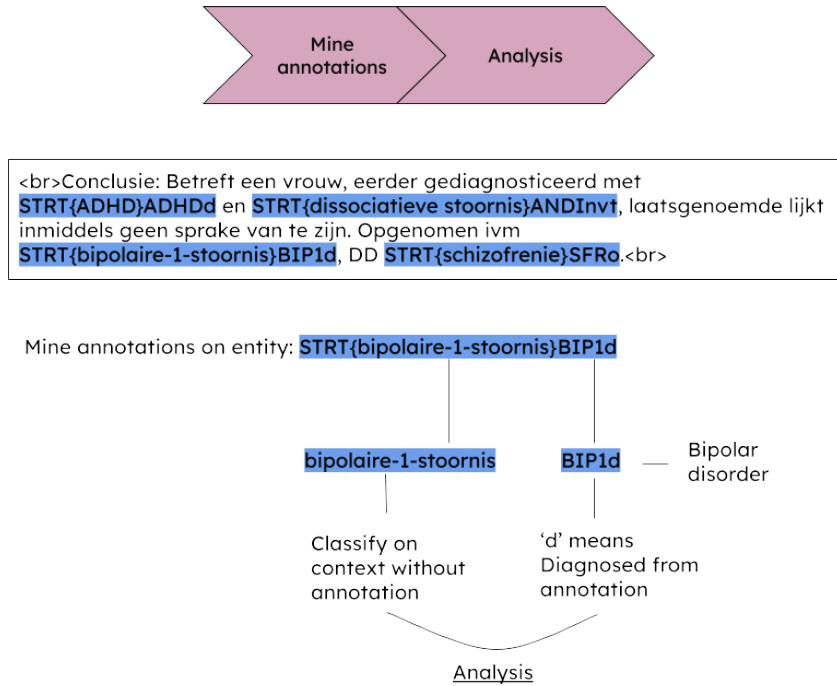 Mine
annotations
Analysis
<br>Conclusie: Betreft een vrouw, eerder gediagnosticeerd met
STRT{ADHD}ADHDd en STRT{dissociatieve stoornis}ANDInvt, laatsgenoemde lijkt
inmiddels geen sprake van te zijn. Opgenomen ivm
STRT{bipolaire-1-stoornis}BIP1d, DD STRT{schizofrenie}SFRo.<br>
Mine annotations on entity: STRT{bipolaire-1-stoornis}BIP1d
bipolaire-1-stoornis
BIP1d
Bipolar
disorder
Classify on
context without
annotation
‘d’ means
Diagnosed from
annotation
Analysis